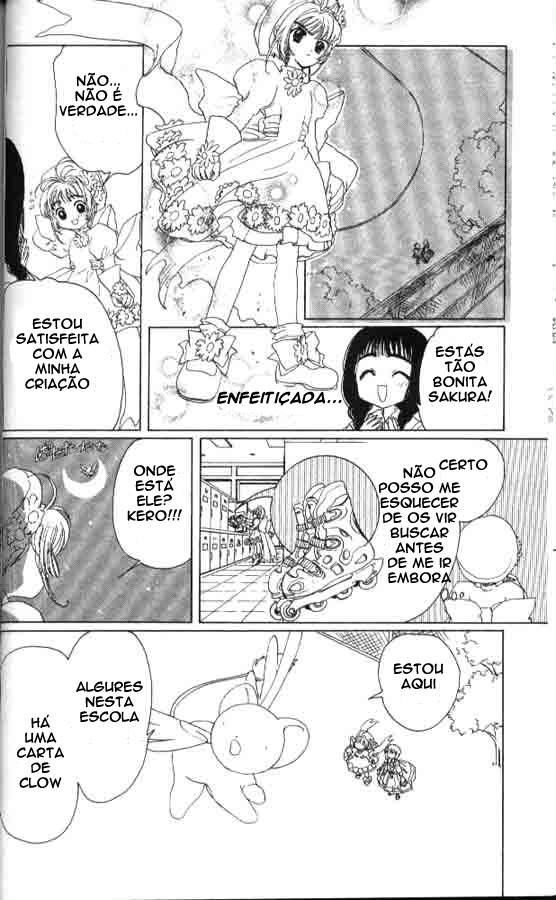 ESTÁS
TÃO
BONITA
SAKURA!
ENFEITIÇADA...
NÃO...
NÃO É
VERDADE...
ESTOU
SATISFEITA
COM A
MINHA
CRIAÇÃO
CERTO
NÃO
POSSO ME
ESQUECER
DE OS VIR
BUSCAR
ANTES
DE ME IR
EMBORA
ONDE
ESTÁ
ELE?
KERO!!!
ESTOU
AQUI
ALGURES
NESTA
ESCOLA
HÁ
UMA
CARTA
DE
CLOW